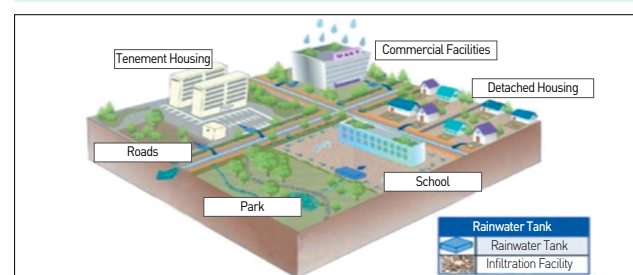 Commercial Facilities
Tenement Housing
Detached Housing
Roads
School
Park
Rainwater Tank
Rainwater Tank
Infiltration Facility